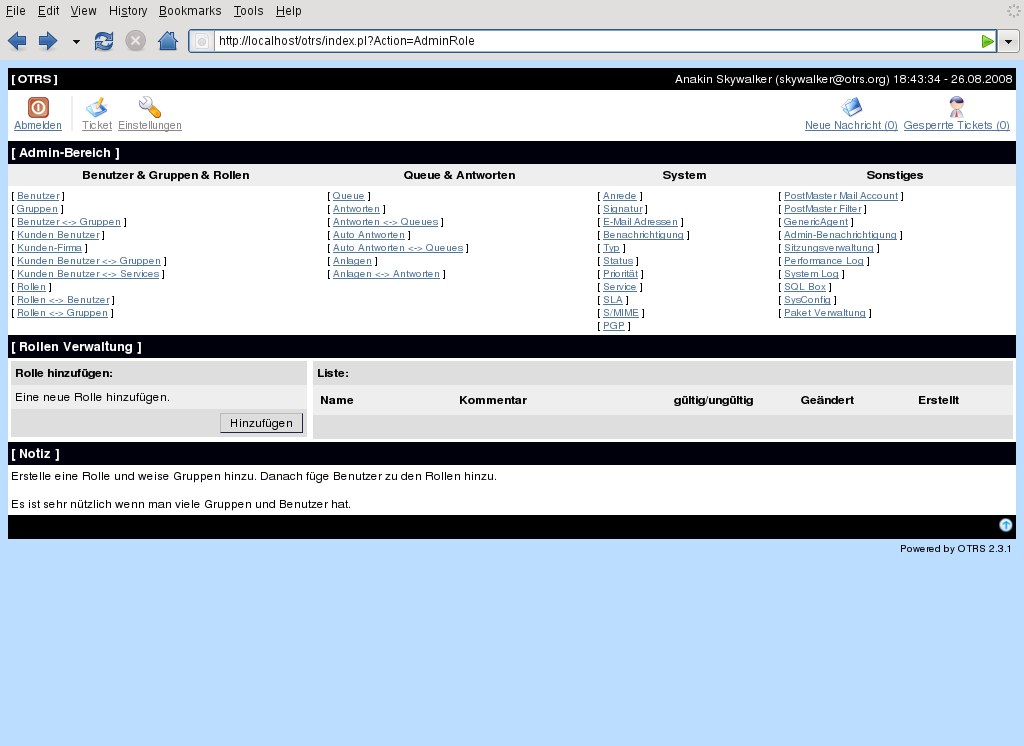 File Edit View History Bookmarks Tools Help
http://localhost/otrs/index.pl?Action=AdminRole
[ OTRS ] Anakin Skywalker (skywalker@otrs.org) 18:43:34 - 26.08.2008
Abmelden Ticket Einstellungen Neue Nachricht (0) Gesperrte Tickets (0)
[ Admin-Bereich ]
Benutzer & Gruppen & Rollen Queue & Antworten System Sonstiges
[ Benutzer ] [ Queue ] [ Anrede ] [ PostMaster Mail Account ]
[ Gruppen ] [ Antworten ] [ Signatur ] [ PostMaster Filter ]
[ Benutzer <-> Gruppen ] [ Antworten <-> Queues ] [ E-Mail Adressen ] [ GenericAgent ]
[ Kunden Benutzer ] [ Auto Antworten ] [ Benachrichtigung ] [ Admin-Benachrichtigung ]
[ Kunden-Firma ] [ Auto Antworten <-> Queues ] [ Typ ] [ Sitzungsverwaltung ]
[ Kunden Benutzer <-> Gruppen ] [ Anlagen ] [ Status ] [ Performance Log ]
[ Kunden Benutzer <-> Services ] [ Anlagen <-> Antworten ] [ Priorität ] [ System Log ]
[ Rollen ] [ Service ] [ SQL Box ]
[ Rollen <-> Benutzer ] [ SLA ] [ SysConfig ]
[ Rollen <-> Gruppen ] [ S/MIME ] [ Paket Verwaltung ]
[ PGP ]
[ Rollen Verwaltung ]
Rolle hinzufügen: Liste:
Eine neue Rolle hinzufügen. Name Kommentar gültig/ungültig Geändert Erstellt
Hinzufügen
[ Notiz ]
Erstelle eine Rolle und weise Gruppen hinzu. Danach füge Benutzer zu den Rollen hinzu.
Es ist sehr nützlich wenn man viele Gruppen und Benutzer hat.
Powered by OTRS 2.3.1